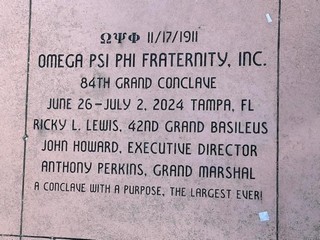 ΩΨΦ 11/17/1911
OMEGA PSI PHI FRATERNITY, INC.
84TH GRAND CONCLAVE
JUNE 26-JULY 2, 2024 TAMPA, FL
RICKY L. LEWIS, 42ND GRAND BASILEUS
JOHN HOWARD, EXECUTIVE DIRECTOR
ANTHONY PERKINS, GRAND MARSHAL
A CONCLAVE WITH A PURPOSE, THE LARGEST EVER!